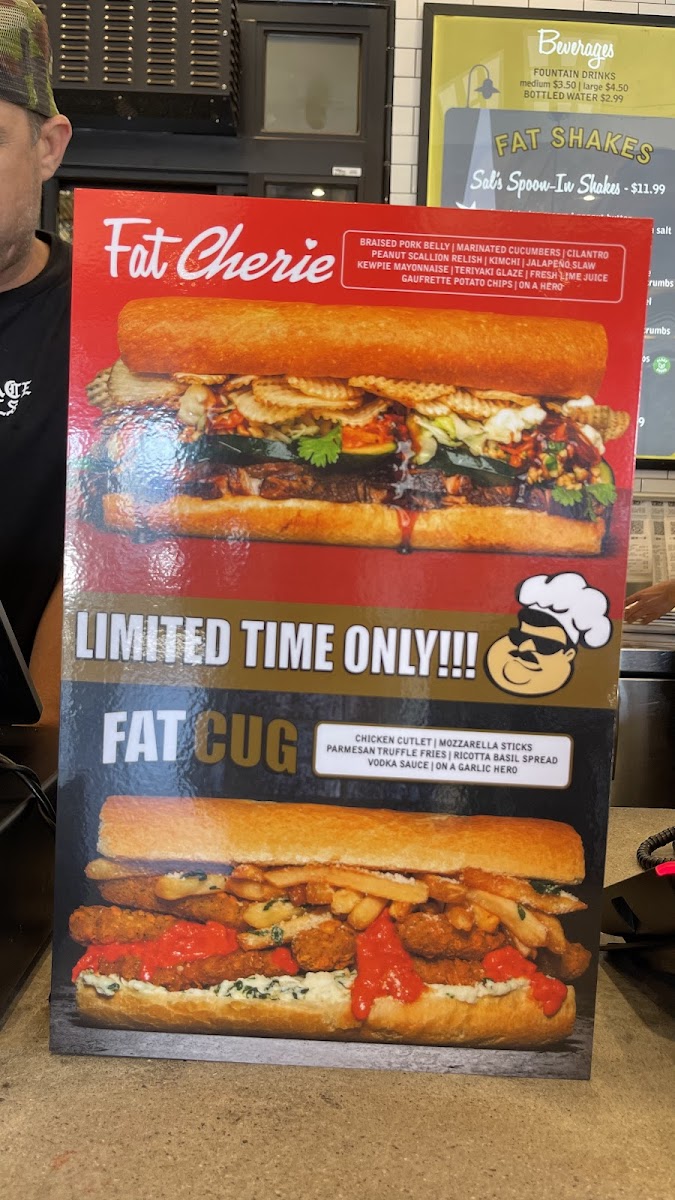 Beverages
FOUNTAIN DRINKS
medium $3.50 | large $4.50
BOTTLED WATER $2.99
FAT SHAKES
Sal's Spoon-In Shakes - $11.99
salt
crumbs
Fat Cherie
BRAISED PORK BELLY | MARINATED CUCUMBERS | CILANTRO
PEANUT SCALLION RELISH | KIMCHI | JALAPEÑO SLAW
KEWPIE MAYONNAISE | TERIYAKI GLAZE | FRESH LIME JUICE
GAUFRETTE POTATO CHIPS | ON A HERO
LIMITED TIME ONLY!!!
FAT CUG
CHICKEN CUTLET | MOZZARELLA STICKS
PARMESAN TRUFFLE FRIES | RICOTTA BASIL SPREAD
VODKA SAUCE | ON A GARLIC HERO